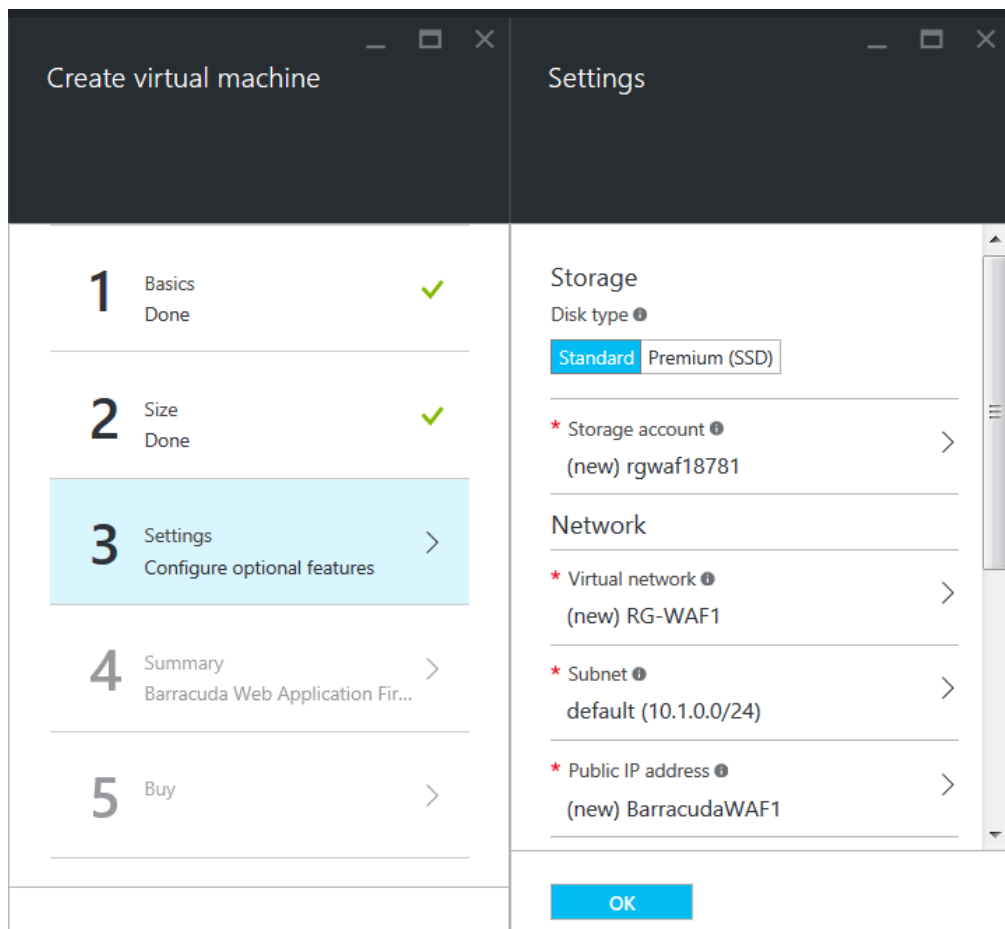 Create virtual machine
1
Basics
Done
2
Size
Done
3
Settings
Configure optional features
4
Summary
Barracuda Web Application Fir...
5
Buy
Settings
Storage
Disk type
Standard Premium (SSD)
* Storage account
(new) rgwaf18781
Network
* Virtual network
(new) RG-WAF1
* Subnet
default (10.1.0.0/24)
* Public IP address
(new) BarracudaWAF1
OK